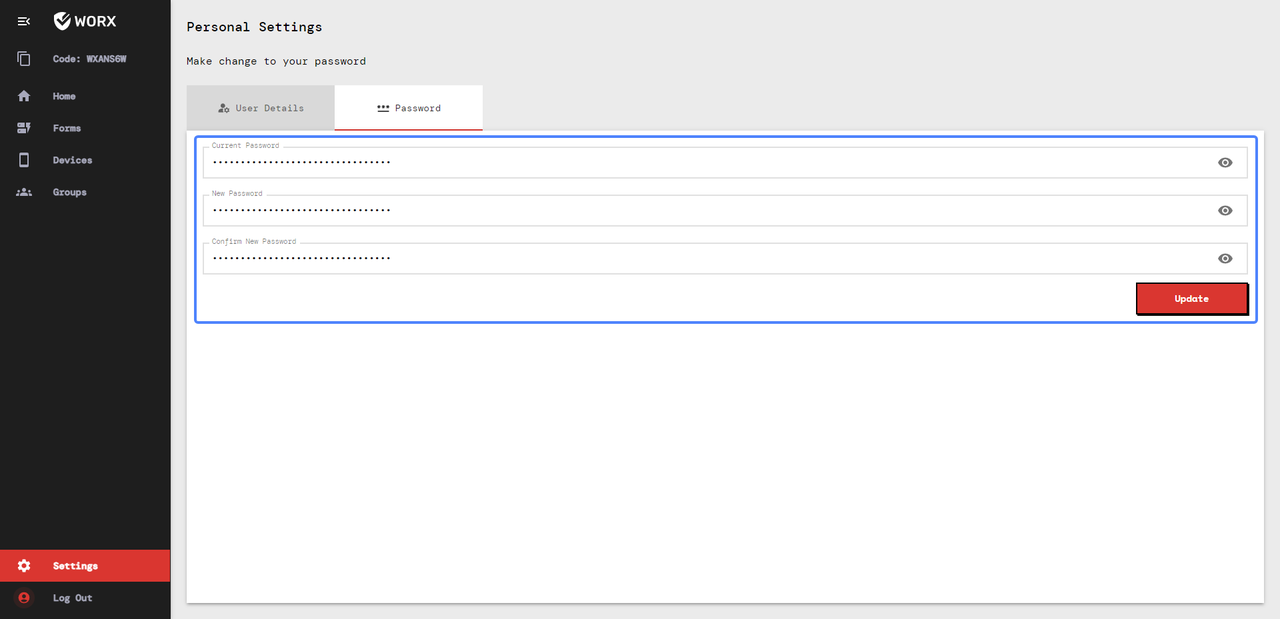 WORX
Code: WXANS6W
Home
Forms
Devices
Groups
Settings
Log Out
Personal Settings
Make change to your password
User Details
Password
Current Password
••••••••••••••••••••••••••••••••
New Password
••••••••••••••••••••••••••••••••
Confirm New Password
••••••••••••••••••••••••••••••••
Update